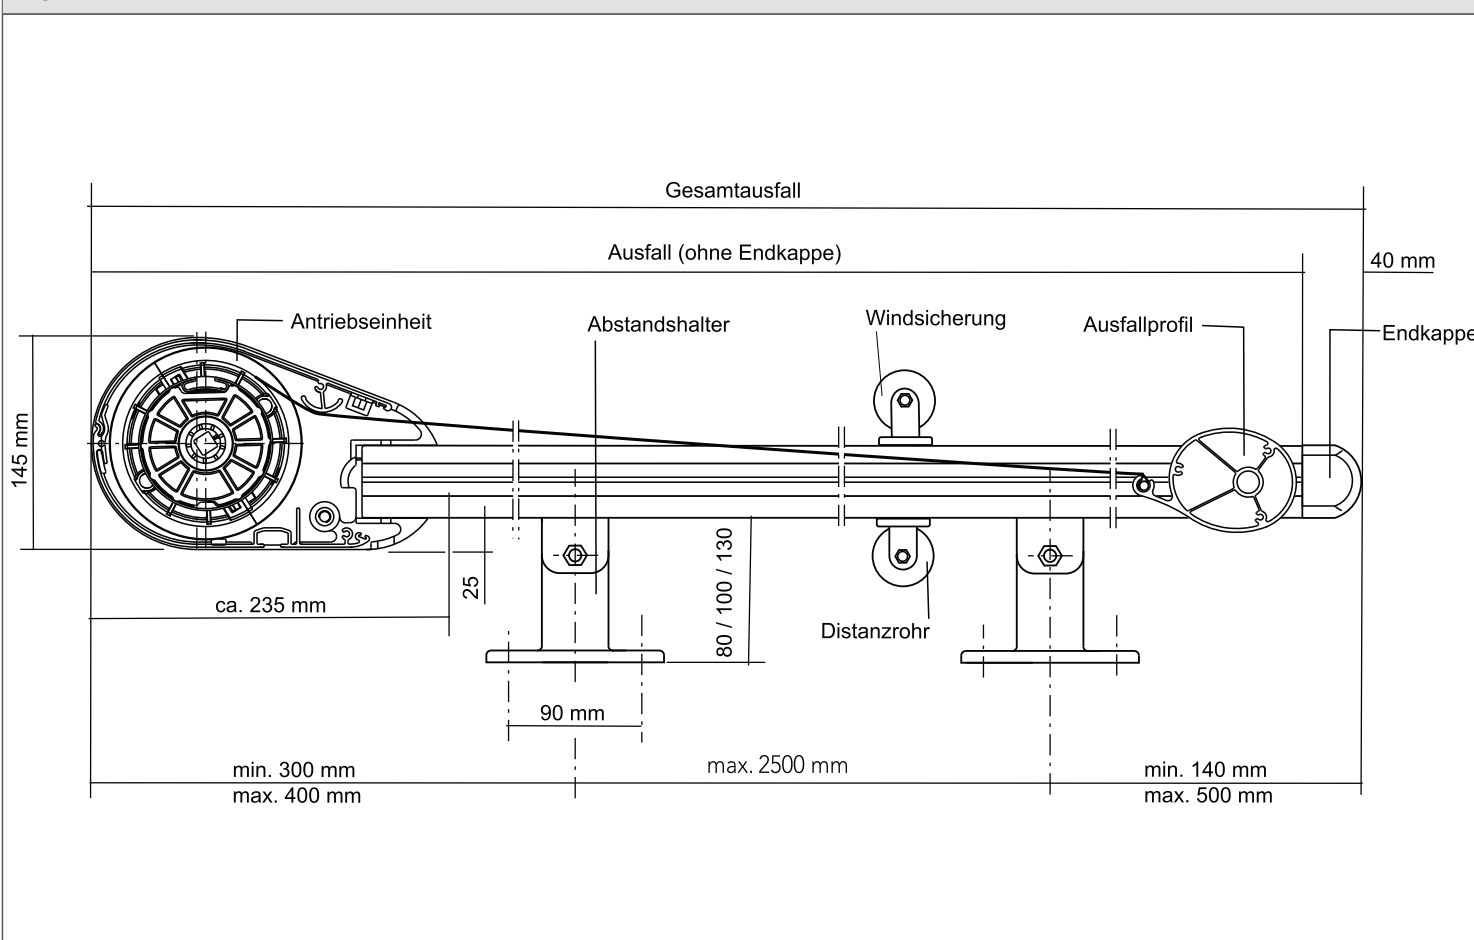 Gesamtausfall
Ausfall (ohne Endkappe)
40 mm
Antriebseinheit
Abstandshalter
Windsicherung
Ausfallprofil
Endkappe
145 mm
ca. 235 mm
25
80 / 100 / 130
Distanzrohr
90 mm
min. 300 mm
max. 400 mm
max. 2500 mm
min. 140 mm
max. 500 mm